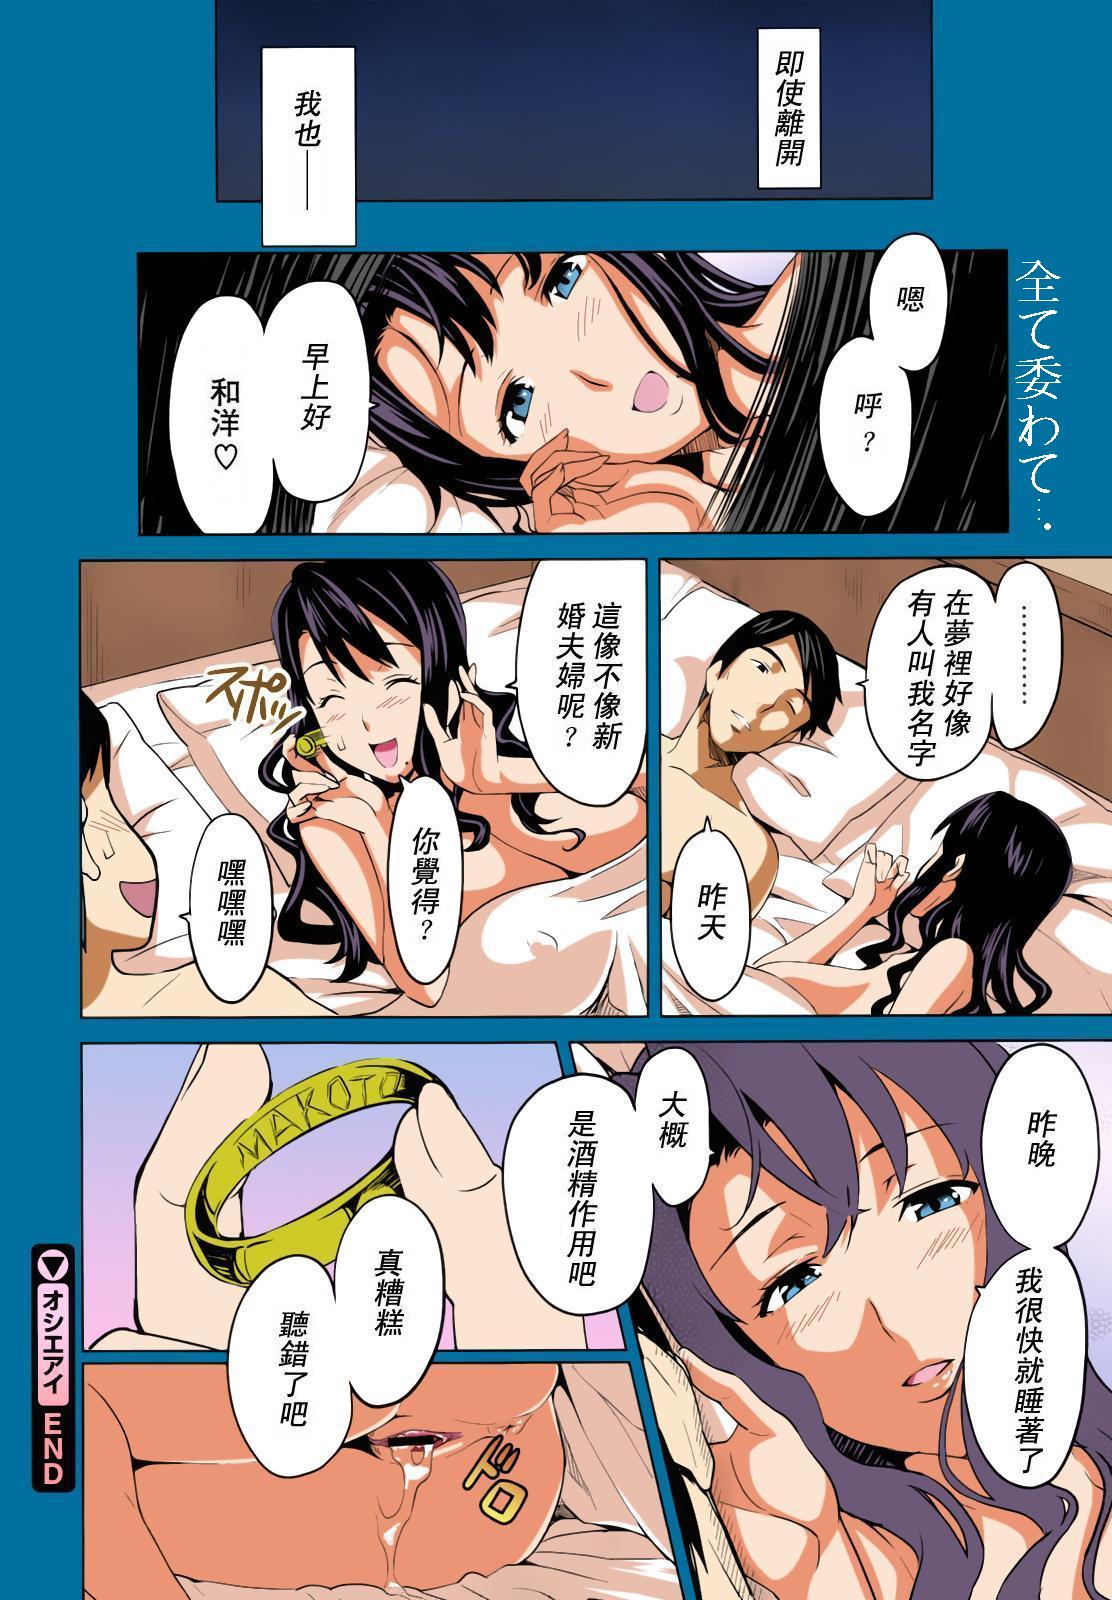 即使離開
我也——
全て委わて…．
嗯
呼？
早上好
和洋♡
…………
在夢裡好像
有人叫我名字
昨天
這像不像新
婚夫婦呢？
你覺得？
スポッ
嘿嘿嘿
昨晚
我很快就睡著了
大概
是酒精作用吧
MAKOTO
真糟糕
聽錯了吧
ドロ
オシエアイ END